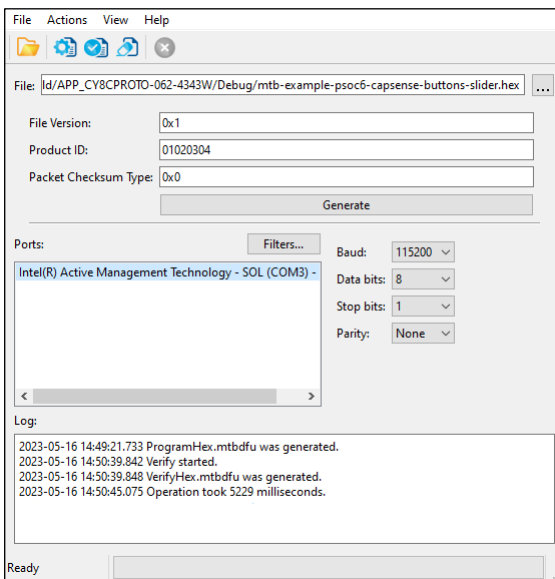 File Actions View Help
File: ld/APP_CY8CPROTO-062-4343W/Debug/mtb-example-psoc6-capsense-buttons-slider.hex ...
File Version: 0x1
Product ID: 01020304
Packet Checksum Type: 0x0
Generate
Ports: Filters...
Intel(R) Active Management Technology - SOL (COM3) -
Baud: 115200
Data bits: 8
Stop bits: 1
Parity: None
Log:
2023-05-16 14:49:21.733 ProgramHex.mtbdfu was generated.
2023-05-16 14:50:39.842 Verify started.
2023-05-16 14:50:39.848 VerifyHex.mtbdfu was generated.
2023-05-16 14:50:45.075 Operation took 5229 milliseconds.
Ready